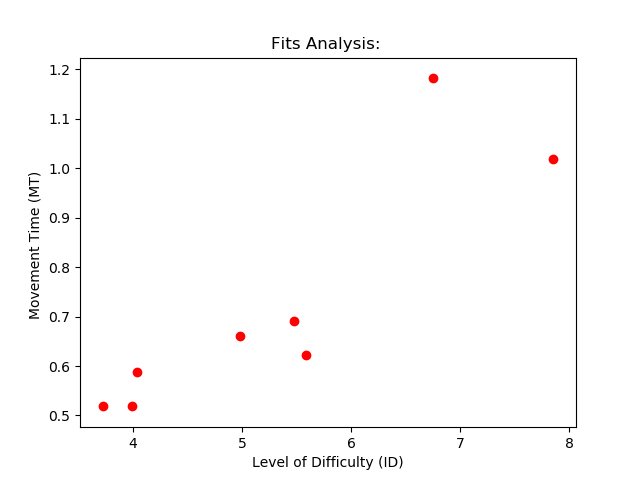 Fits Analysis:
1.2
1.1
1.0
0.9
0.8
0.7
0.6
0.5
Movement Time (MT)
4 5 6 7 8
Level of Difficulty (ID)